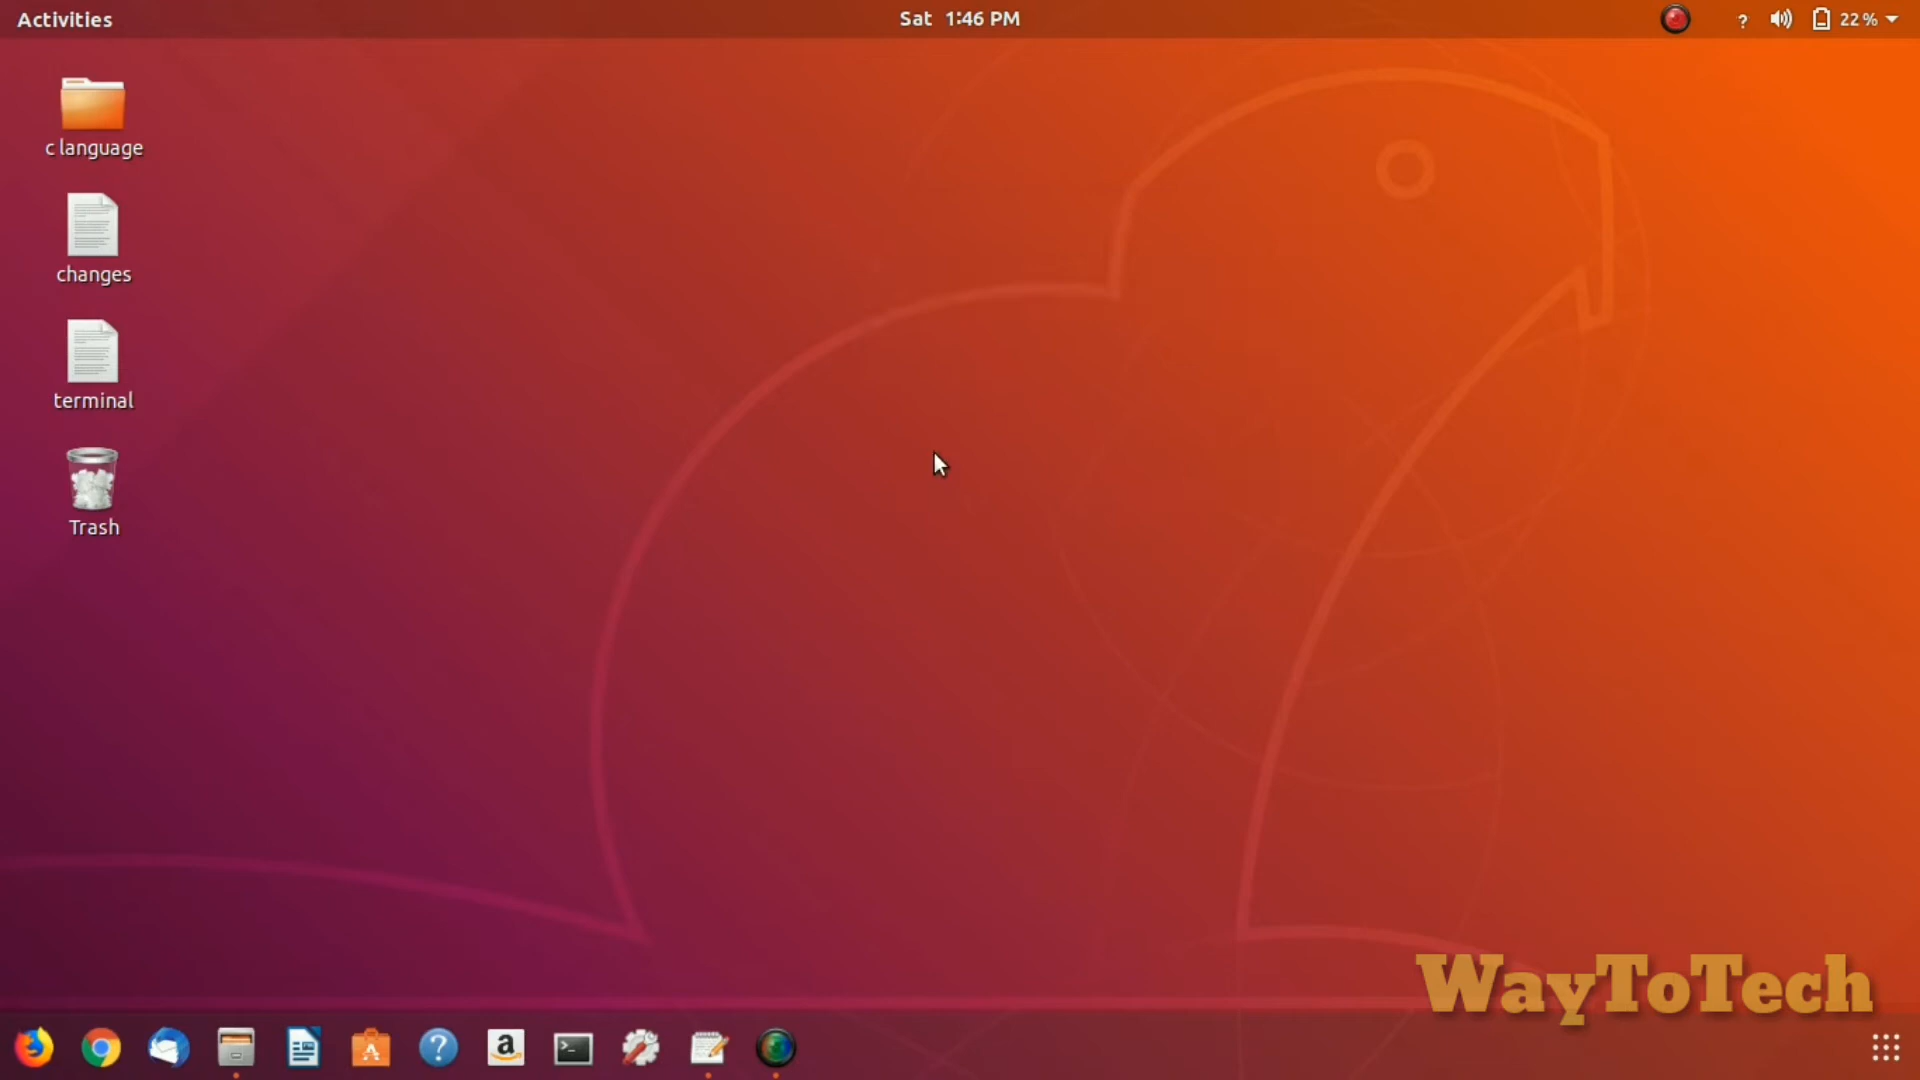 Activities
Sat 1:46 PM
? 22%
c language
changes
terminal
Trash
WayToTech